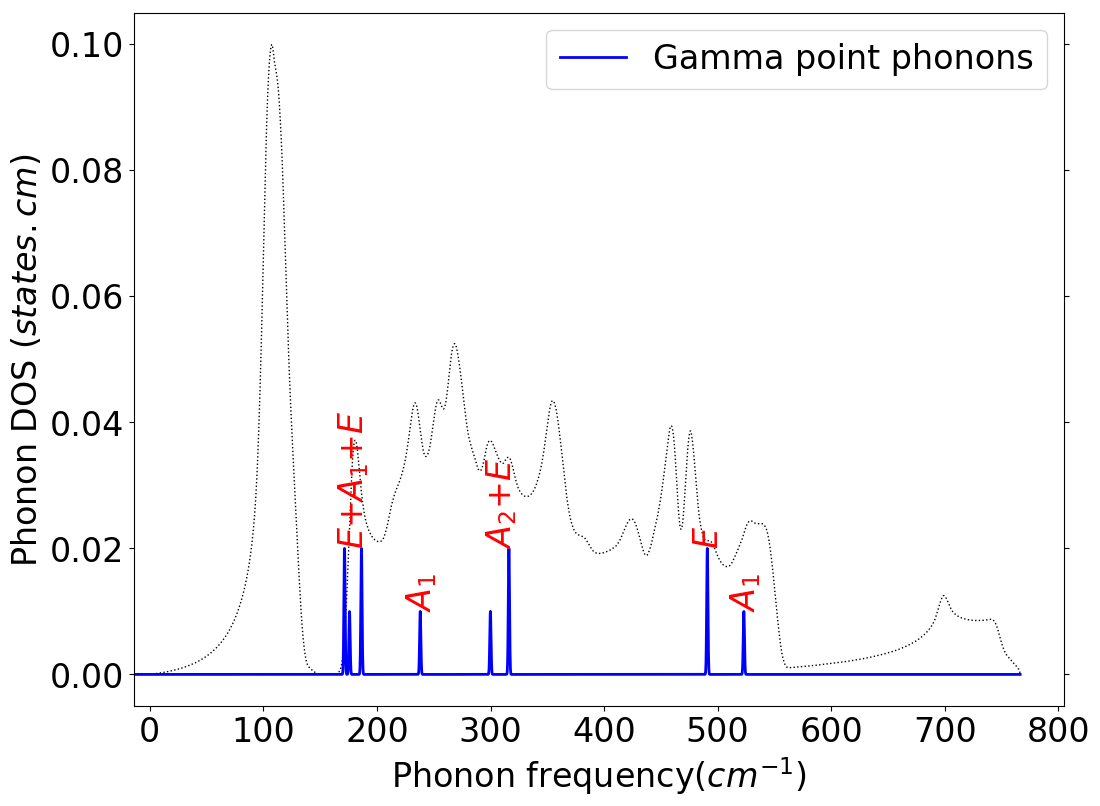 Gamma point phonons
Phonon DOS (states.cm)
0.10
0.08
0.06
0.04
0.02
0.00
E+A₁+E
A₁
A₂+E
E
A₁
0 100 200 300 400 500 600 700 800
Phonon frequency(cm⁻¹)